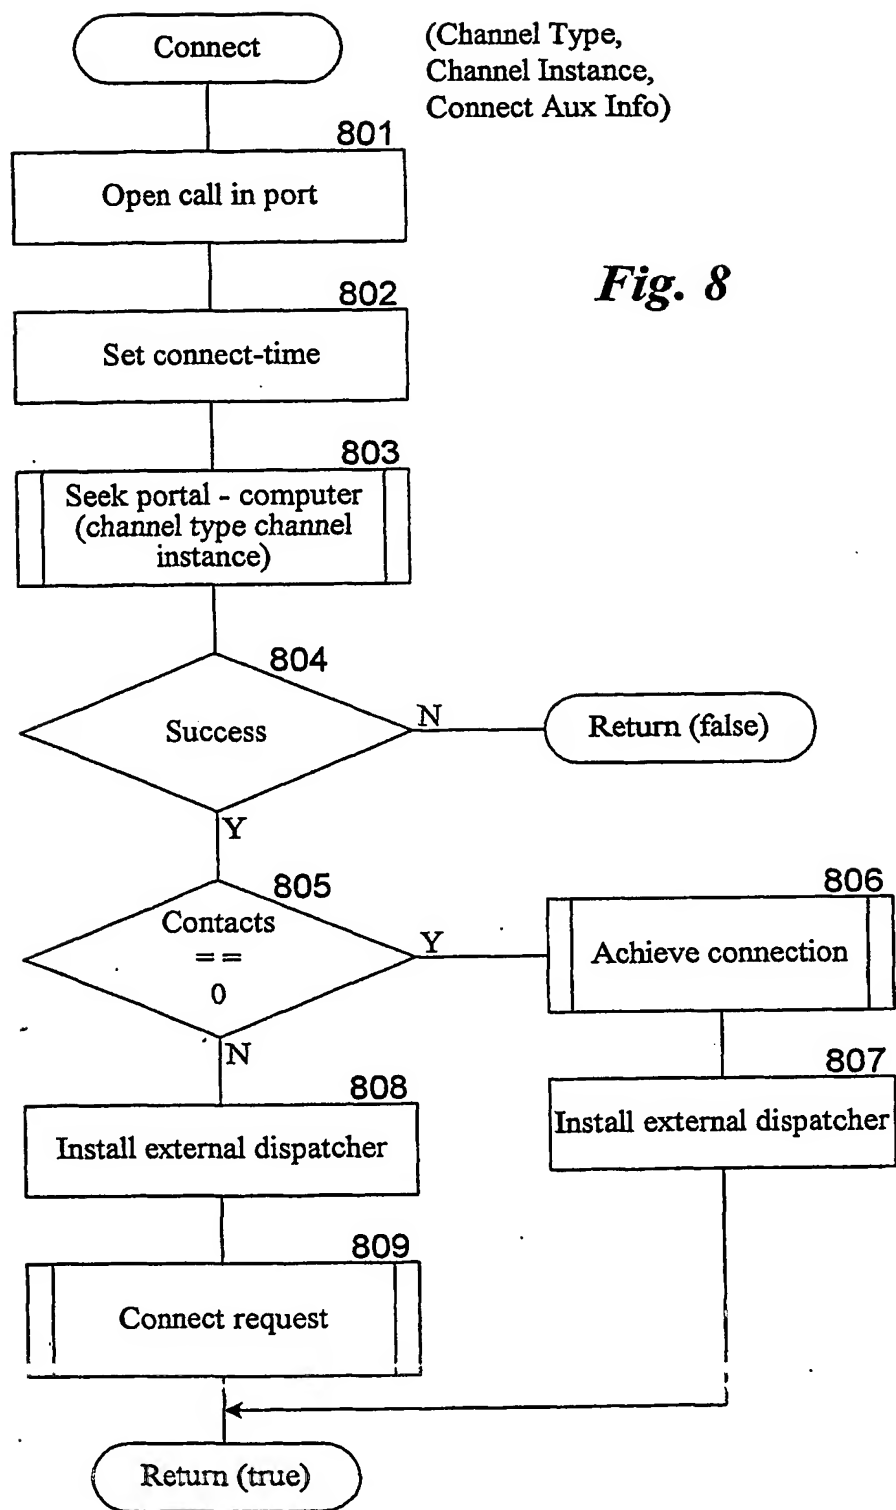 Connect
(Channel Type,
Channel Instance,
Connect Aux Info)
801
Open call in port
Fig. 8
802
Set connect-time
803
Seek portal - computer
(channel type channel
instance)
804
Success
N
Return (false)
Y
805
Contacts
= =
0
Y
806
Achieve connection
N
807
Install external dispatcher
808
Install external dispatcher
809
Connect request
Return (true)